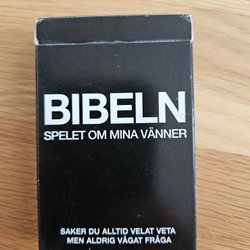 BIBELN
SPELET OM MINA VÄNNER
SAKER DU ALLTID VELAT VETA
MEN ALDRIG VÅGAT FRÅGA